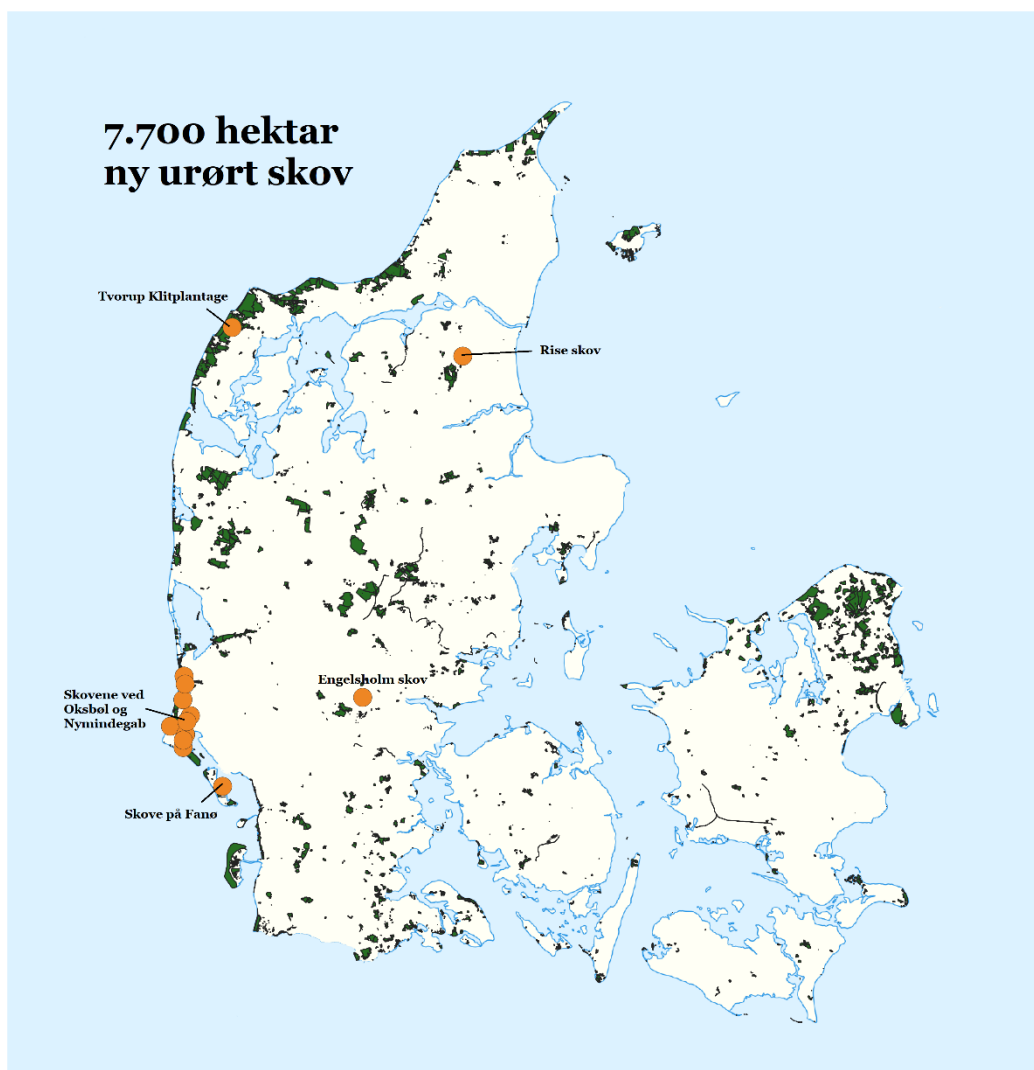 7.700 hektar
ny urørt skov
Tvorup Klitplantage
Rise skov
Engelsholm skov
Skovene ved
Oksbøl og
Nymindegab
Skove på Fanø